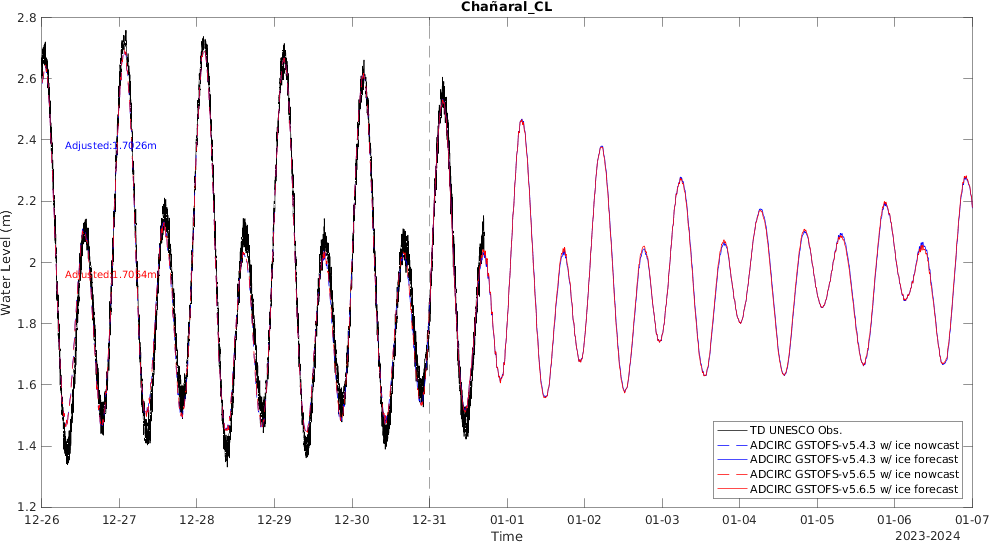 Chañaral_CL
2.8
2.6
2.4
2.2
2
1.8
1.6
1.4
1.2
Water Level (m)
Adjusted:1.7026m
Adjusted:1.7054m
TD UNESCO Obs.
ADCIRC GSTOFS-v5.4.3 w/ ice nowcast
ADCIRC GSTOFS-v5.4.3 w/ ice forecast
ADCIRC GSTOFS-v5.6.5 w/ ice nowcast
ADCIRC GSTOFS-v5.6.5 w/ ice forecast
12-26 12-27 12-28 12-29 12-30 12-31 01-01 01-02 01-03 01-04 01-05 01-06 01-07
Time
2023-2024